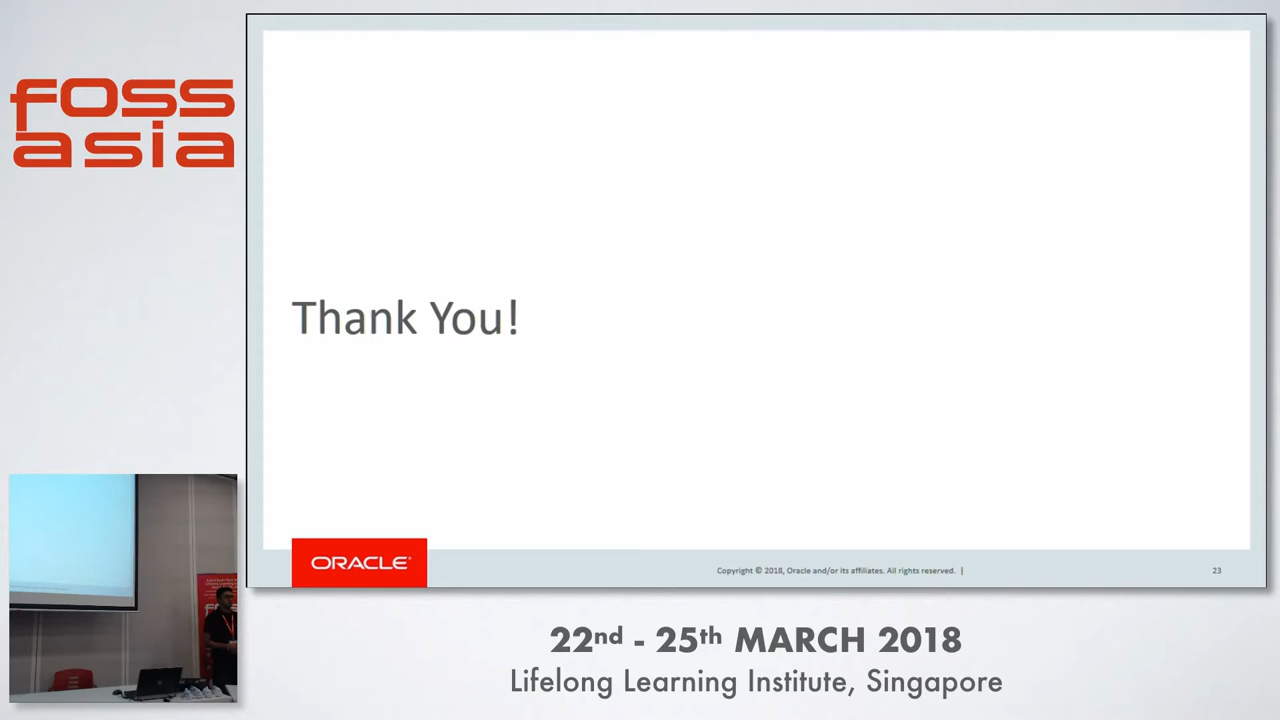 foss
asia
Thank You!
ORACLE®
Copyright © 2018, Oracle and/or its affiliates. All rights reserved. |
23
22nd - 25th MARCH 2018
Lifelong Learning Institute, Singapore